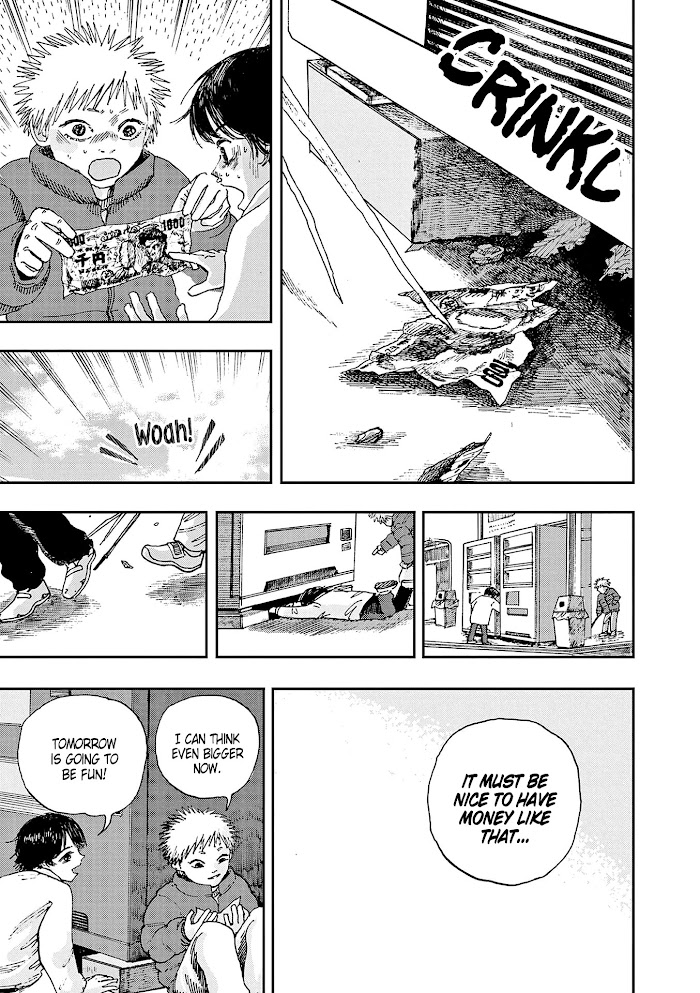 CRINKL
1000
1000
千円
1000
Woah!
I CAN THINK
EVEN BIGGER
NOW.
TOMORROW
IS GOING TO
BE FUN!
IT MUST BE
NICE TO HAVE
MONEY LIKE
THAT...